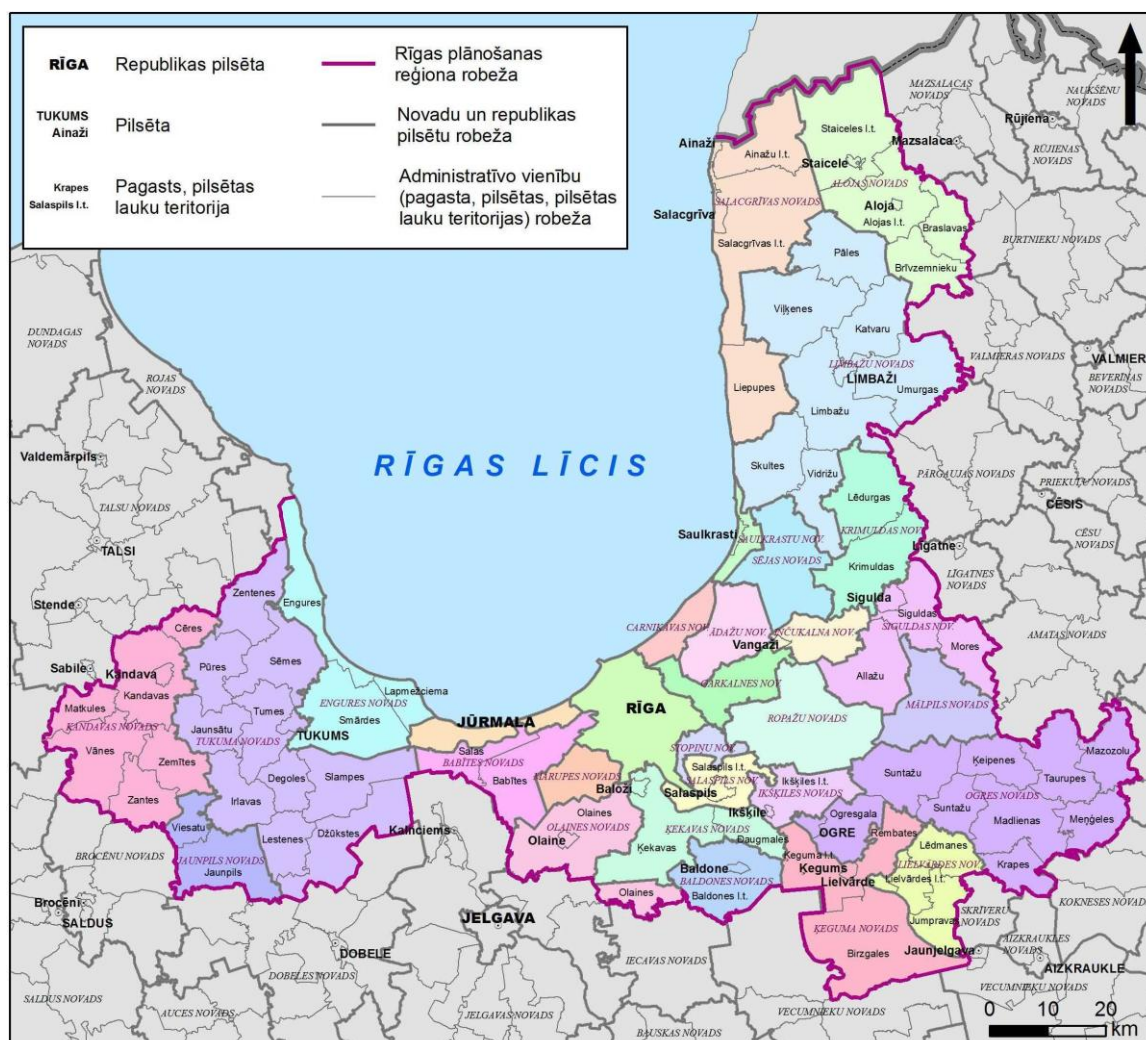 RĪGA
Republikas pilsēta
Rīgas plānošanas
reģiona robeža
TUKUMS
Ainaži
Pilsēta
Novadu un republikas
pilsētu robeža
Krapes
Salaspils l.t.
Pagasts, pilsētas
lauku teritorija
Administratīvo vienību
(pagasta, pilsētas, pilsētas
lauku teritorijas) robeža
MAZSALACAS
NOVADS
NAUKŠĒNU
NOVADS
Rūjiena
RŪJIENAS
NOVADS
Mazsalaca
Staiceles l.t.
Ainaži
Ainažu l.t.
Staicele
ALOJAS NOVADS
SALACGRĪVAS NOVADS
Aloja
Alojas l.t.
Salacgrīva
Braslavas
Salacgrīvas l.t.
BURTNIEKU NOVADS
Pāles
Brīvzemnieku
Viļķenes
Katvaru
DUNDAGAS
NOVADS
ROJAS NOVADS
VALMIERAS NOVADS
VALMIER
LIMBAŽU NOVADS
LIMBAŽI
BEVERĪNAS
NOVADS
Liepupes
Umurgas
Limbažu
RĪGAS LĪCIS
Valdemārpils
Skultes
Vidrižu
PĀRGAUJAS NOVADS
Lēdurgas
PRIEKUĻU NOVADS
CĒSIS
TALSU NOVADS
KRIMULDAS NOV.
CĒSU
NOVADS
Saulkrasti
SAULKRASTU NOV.
TALSI
SĒJAS NOVADS
Līgatne
Krimuldas
LĪGATNES
NOVADS
Zentenes
Engures
Sigulda
Stende
Siguldas
SIGULDAS NOV.
Cēres
CARNIKAVAS NOV.
ĀDAŽU NOV.
INČUKALNA NOV.
AMATAS NOVADS
Vangaži
Mores
Sabile
Kandava
Pūres
Sēmes
GARKALNES NOV.
Allažu
Kandavas
Lapmežciema
Matkules
ENGURES NOVADS
RĪGA
MĀLPILS NOVADS
KANDAVAS NOVADS
Jaunsātu
Tumes
Smārdes
JŪRMALA
ROPAŽU NOVADS
TUKUMA NOVADS
TUKUMS
Vānes
Salas
BABĪTES NOVADS
STOPIŅU NOV.
Mazozolu
Zemītes
Salaspils l.t.
Ķeipenes
Degoles
Slampes
Babītes
MĀRUPES NOVADS
SALASPILS NOV.
Ikšķiles l.t.
Suntažu
Taurupes
Zantes
Baloži
Salaspils
IKŠĶILES NOVADS
OGRES NOVADS
Irlavas
Ikšķile
Ogresgala
Suntažu
Madlienas
Meņģeles
Viesatu
Olaines
Lestenes
Džūkstes
Kalnciems
OLAINES NOVADS
ĶEKAVAS NOVADS
Daugmales
OGRE
Rembates
Lēdmanes
Olaine
Ķekavas
Ķeguma l.t.
BROCĒNU NOVADS
JAUNPILS NOVADS
Jaunpils
Baldone
Ķegums
LIELVĀRDES NOV.
Krapes
BALDONES NOVADS
Lielvārde
Lielvārdes l.t.
Olaines
Baldones l.t.
KOKNESES NOVADS
Brocēni
SALDUS
JELGAVA
ĶEGUMA NOVADS
Jumpravas
SKRĪVERU
NOVADS
DOBELE
Birzgales
Jaunjelgava
AIZKRAUKLES
NOVADS
IECAVAS NOVADS
AIZKRAUKLE
DOBELES NOVADS
VECUMNIEKU NOVADS
SALDUS NOVADS
AUCES NOVADS
JELGAVAS NOVADS
VECUMNIEKU NOVADS
BAUSKAS NOVADS
0 10 20
km